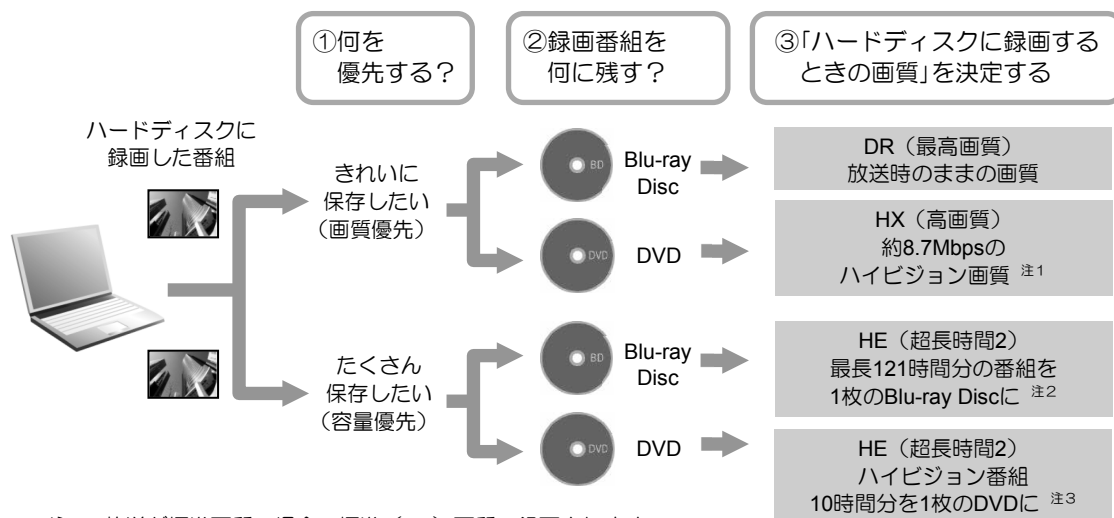 ①何を
優先する？
②録画番組を
何に残す？
③「ハードディスクに録画する
ときの画質」を決定する
ハードディスクに
録画した番組
きれいに
保存したい
（画質優先）
BD
Blu-ray
Disc
DR（最高画質）
放送時のままの画質
DVD
DVD
HX（高画質）
約8.7Mbpsの
ハイビジョン画質 注1
たくさん
保存したい
（容量優先）
BD
Blu-ray
Disc
HE（超長時間2）
最長121時間分の番組を
1枚のBlu-ray Discに 注2
DVD
DVD
HE（超長時間2）
ハイビジョン番組
10時間分を1枚のDVDに 注3